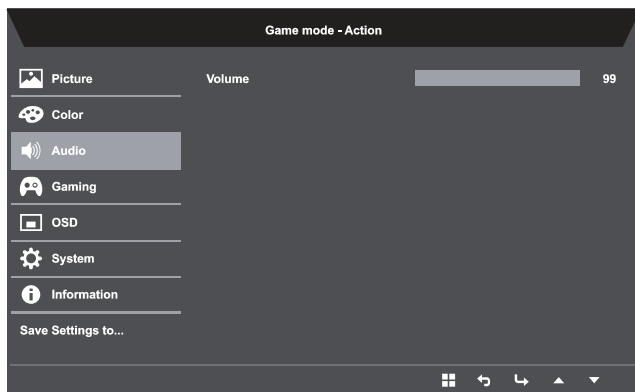 Game mode - Action
Picture
Volume 99
Color
Audio
Gaming
OSD
System
Information
Save Settings to...